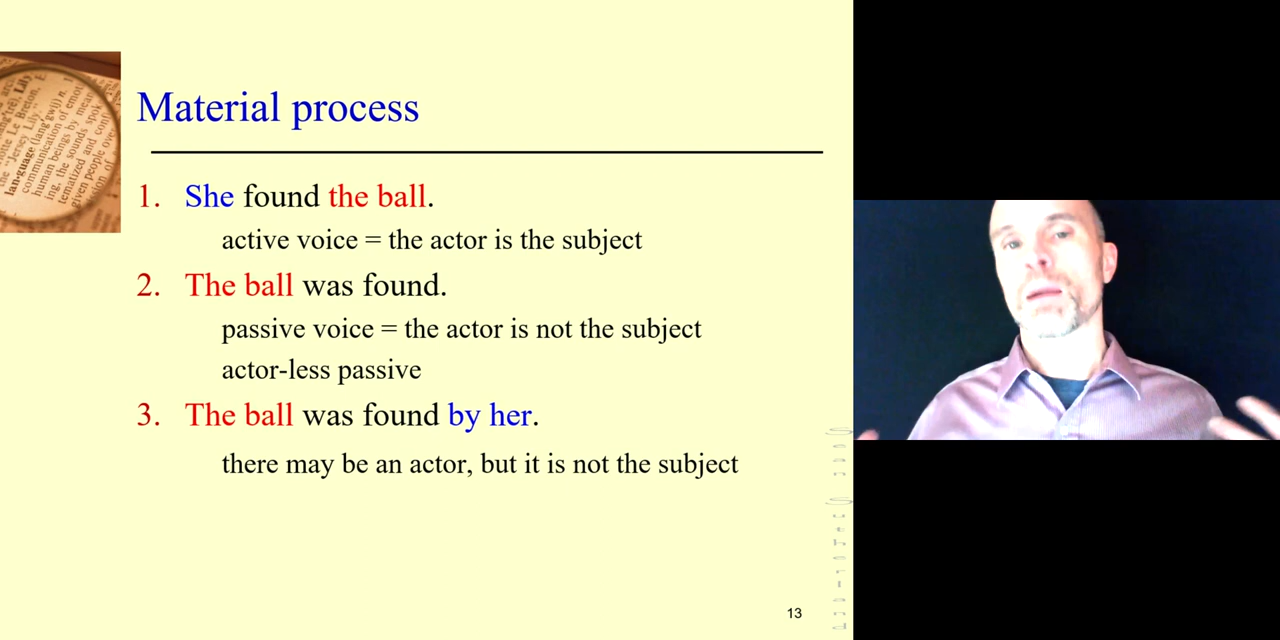 Material process
1. She found the ball.
active voice = the actor is the subject
2. The ball was found.
passive voice = the actor is not the subject
actor-less passive
3. The ball was found by her.
there may be an actor, but it is not the subject
13
Sean Sutherland